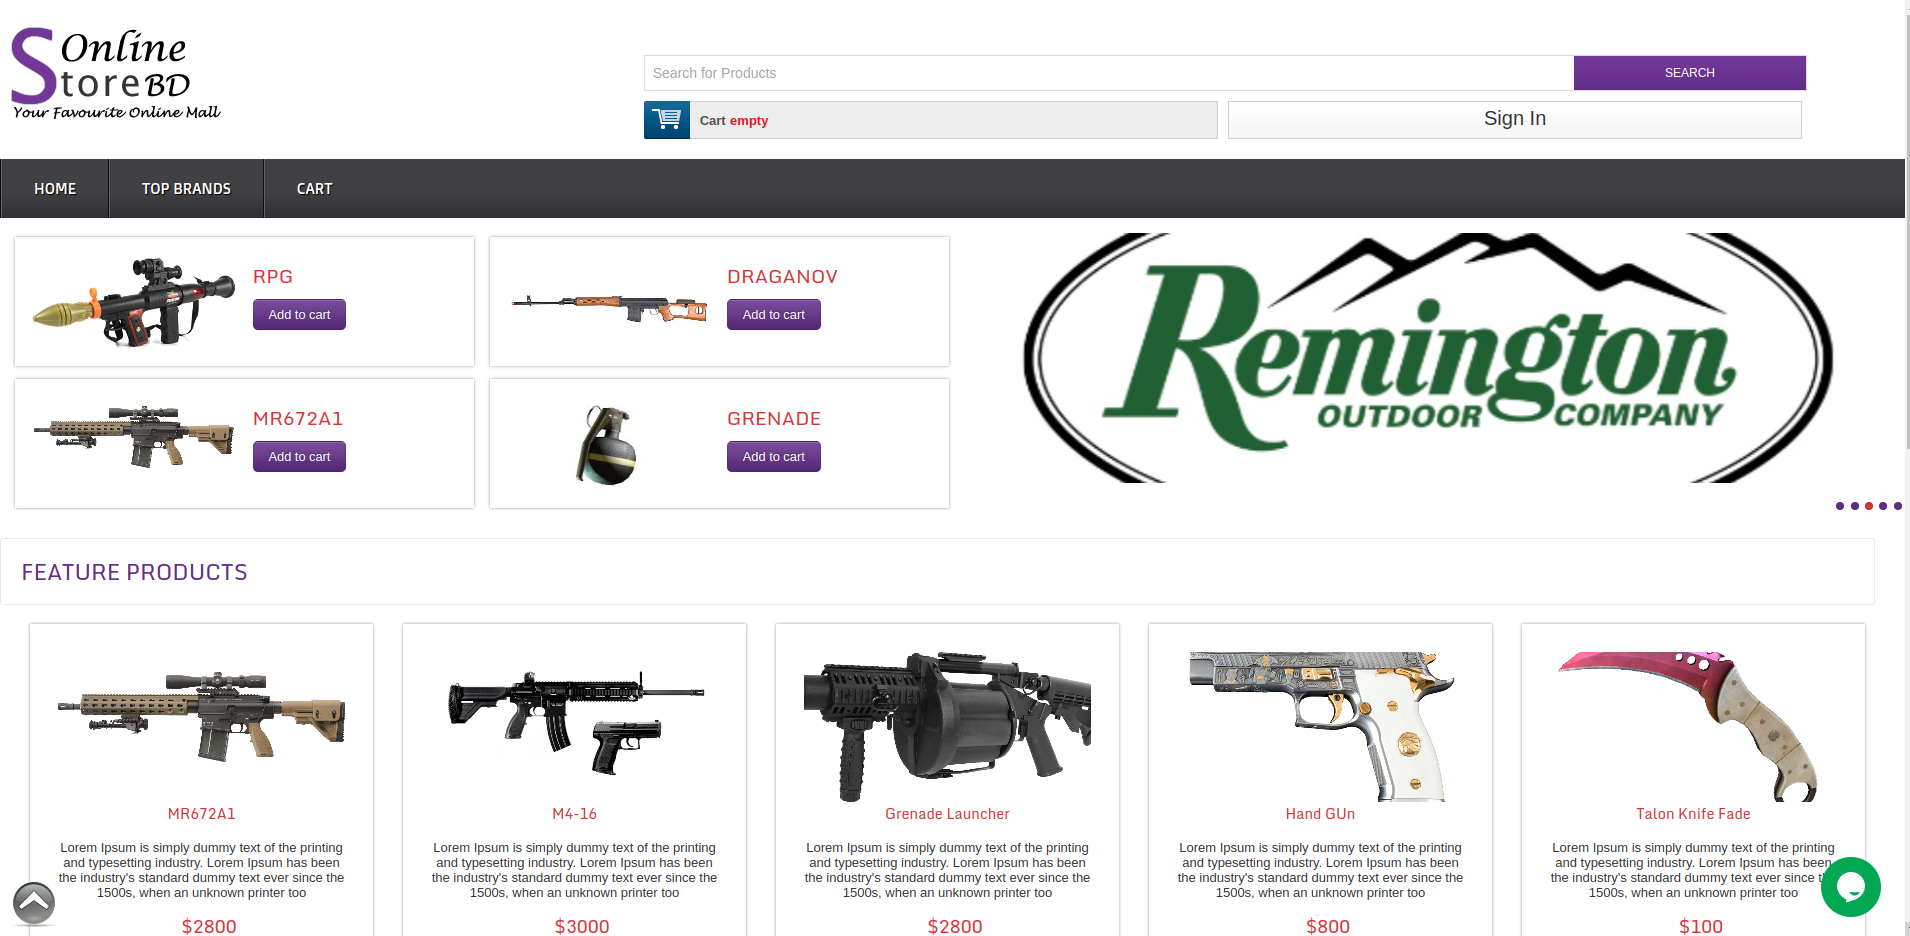 Online
Store BD
Your Favourite Online Mall
Search for Products
SEARCH
Cart empty
Sign In
HOME
TOP BRANDS
CART
RPG
Add to cart
DRAGANOV
Add to cart
MR672A1
Add to cart
GRENADE
Add to cart
Remington
OUTDOOR COMPANY
FEATURE PRODUCTS
MR672A1
Lorem Ipsum is simply dummy text of the printing
and typesetting industry. Lorem Ipsum has been
the industry's standard dummy text ever since the
1500s, when an unknown printer too
$2800
M4-16
Lorem Ipsum is simply dummy text of the printing
and typesetting industry. Lorem Ipsum has been
the industry's standard dummy text ever since the
1500s, when an unknown printer too
$3000
Grenade Launcher
Lorem Ipsum is simply dummy text of the printing
and typesetting industry. Lorem Ipsum has been
the industry's standard dummy text ever since the
1500s, when an unknown printer too
$2800
Hand GUn
Lorem Ipsum is simply dummy text of the printing
and typesetting industry. Lorem Ipsum has been
the industry's standard dummy text ever since the
1500s, when an unknown printer too
$800
Talon Knife Fade
Lorem Ipsum is simply dummy text of the printing
and typesetting industry. Lorem Ipsum has been
the industry's standard dummy text ever since
1500s, when an unknown printer too
$100